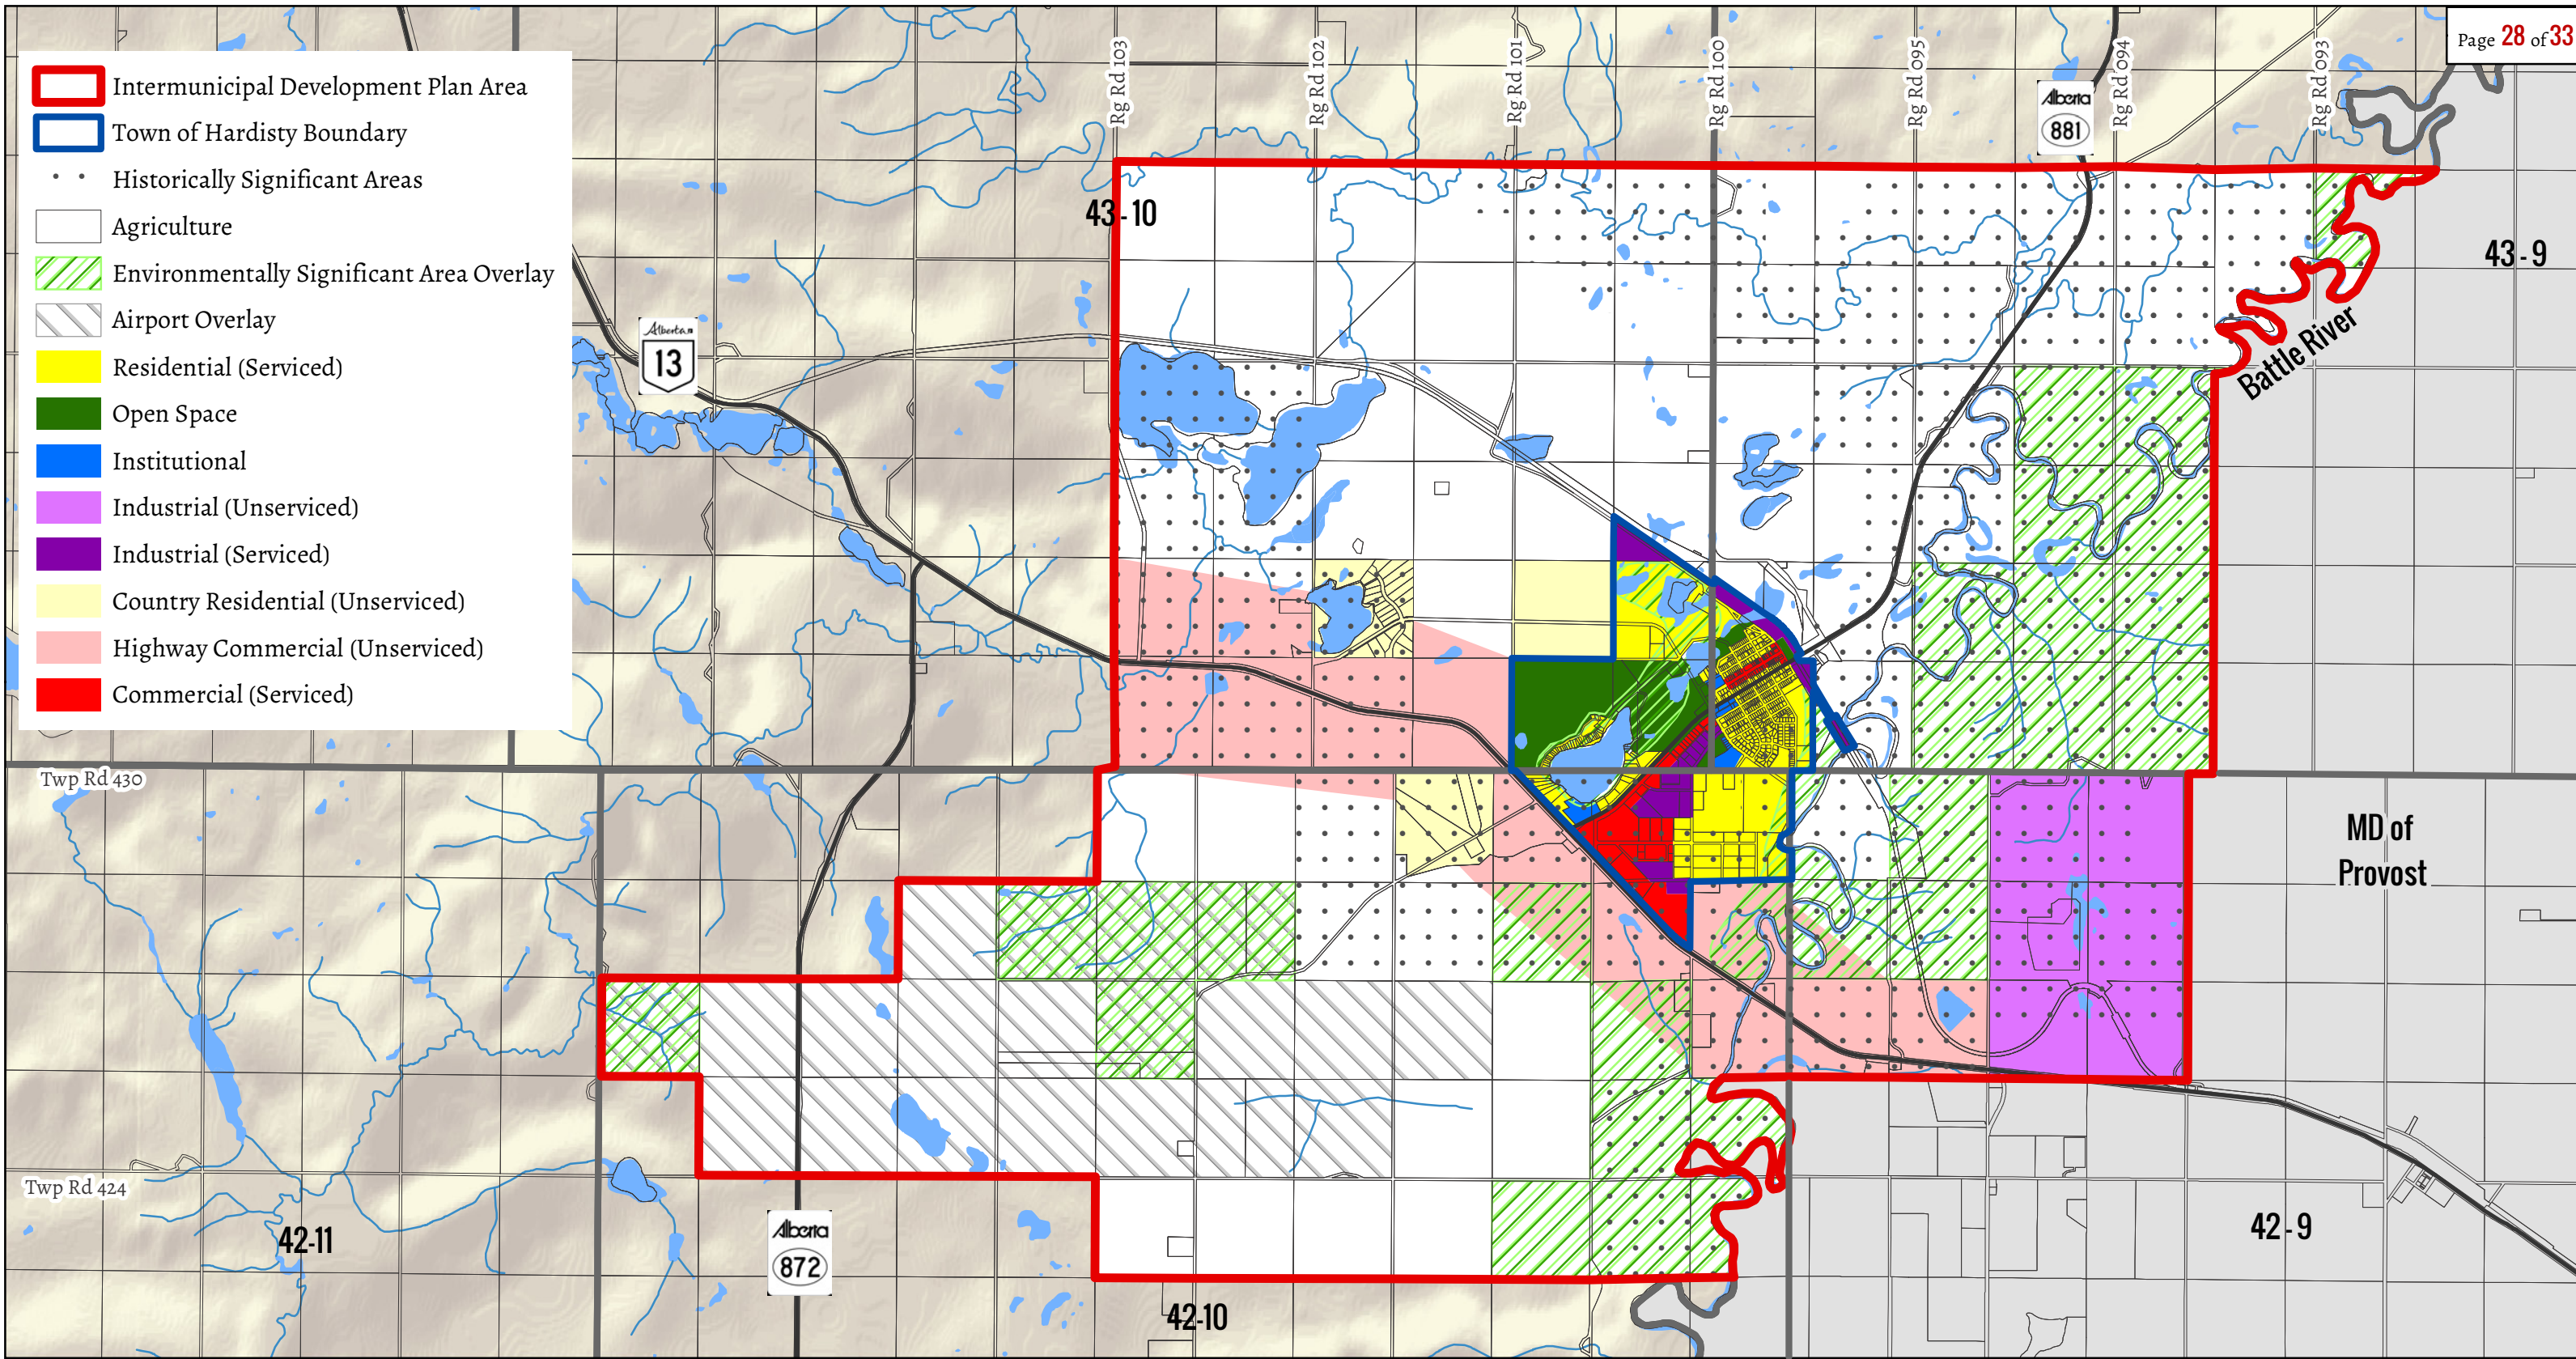 Page 28 of 33
Intermunicipal Development Plan Area
Town of Hardisty Boundary
Historically Significant Areas
Agriculture
Environmentally Significant Area Overlay
Airport Overlay
Residential (Serviced)
Open Space
Institutional
Industrial (Unserviced)
Industrial (Serviced)
Country Residential (Unserviced)
Highway Commercial (Unserviced)
Commercial (Serviced)
Rg Rd 103
Rg Rd 102
Rg Rd 101
Rg Rd 100
Rg Rd 095
Rg Rd 094
Rg Rd 093
Alberta
881
43-10
43-9
Alberta
13
Battle River
Twp Rd 430
MD of
Provost
Twp Rd 424
42-11
Alberta
872
42-10
42-9